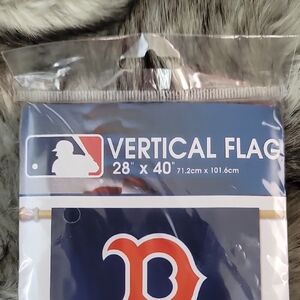 VERTICAL FLAG
28" x 40" 71.2cm x 101.6cm
B